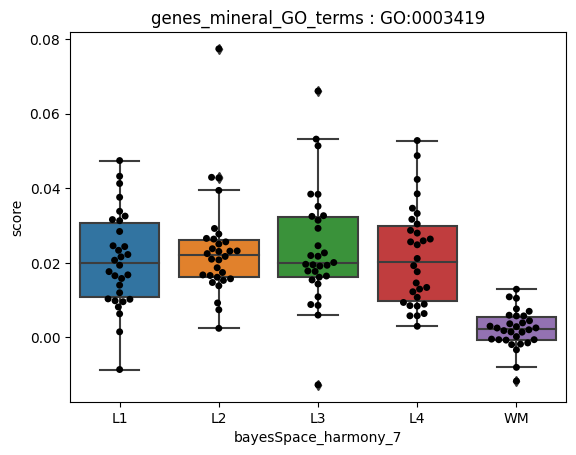 genes_mineral_GO_terms : GO:0003419
0.08
0.06
0.04
0.02
0.00
score
L1 L2 L3 L4 WM
bayesSpace_harmony_7